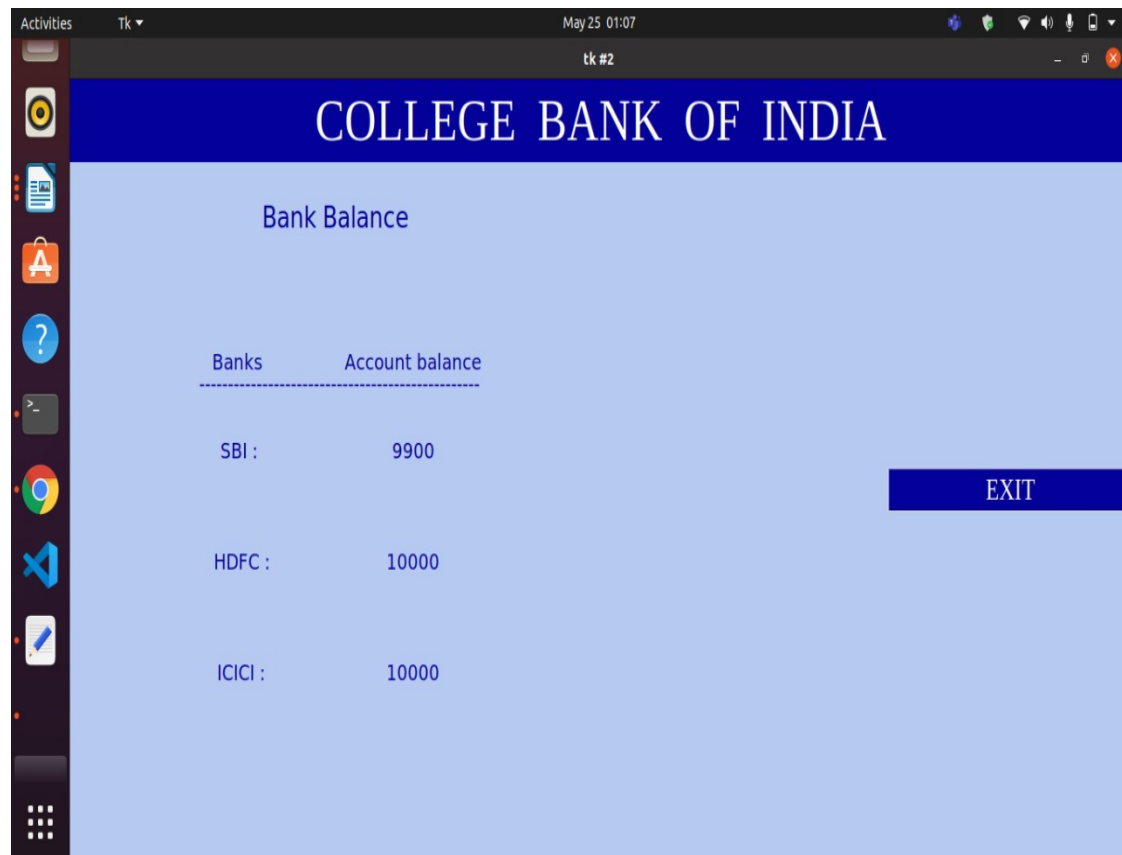 Activities Tk May 25 01:07
tk #2
COLLEGE BANK OF INDIA
Bank Balance
Banks Account balance
------------------------------------------------
SBI : 9900
EXIT
HDFC : 10000
ICICI : 10000